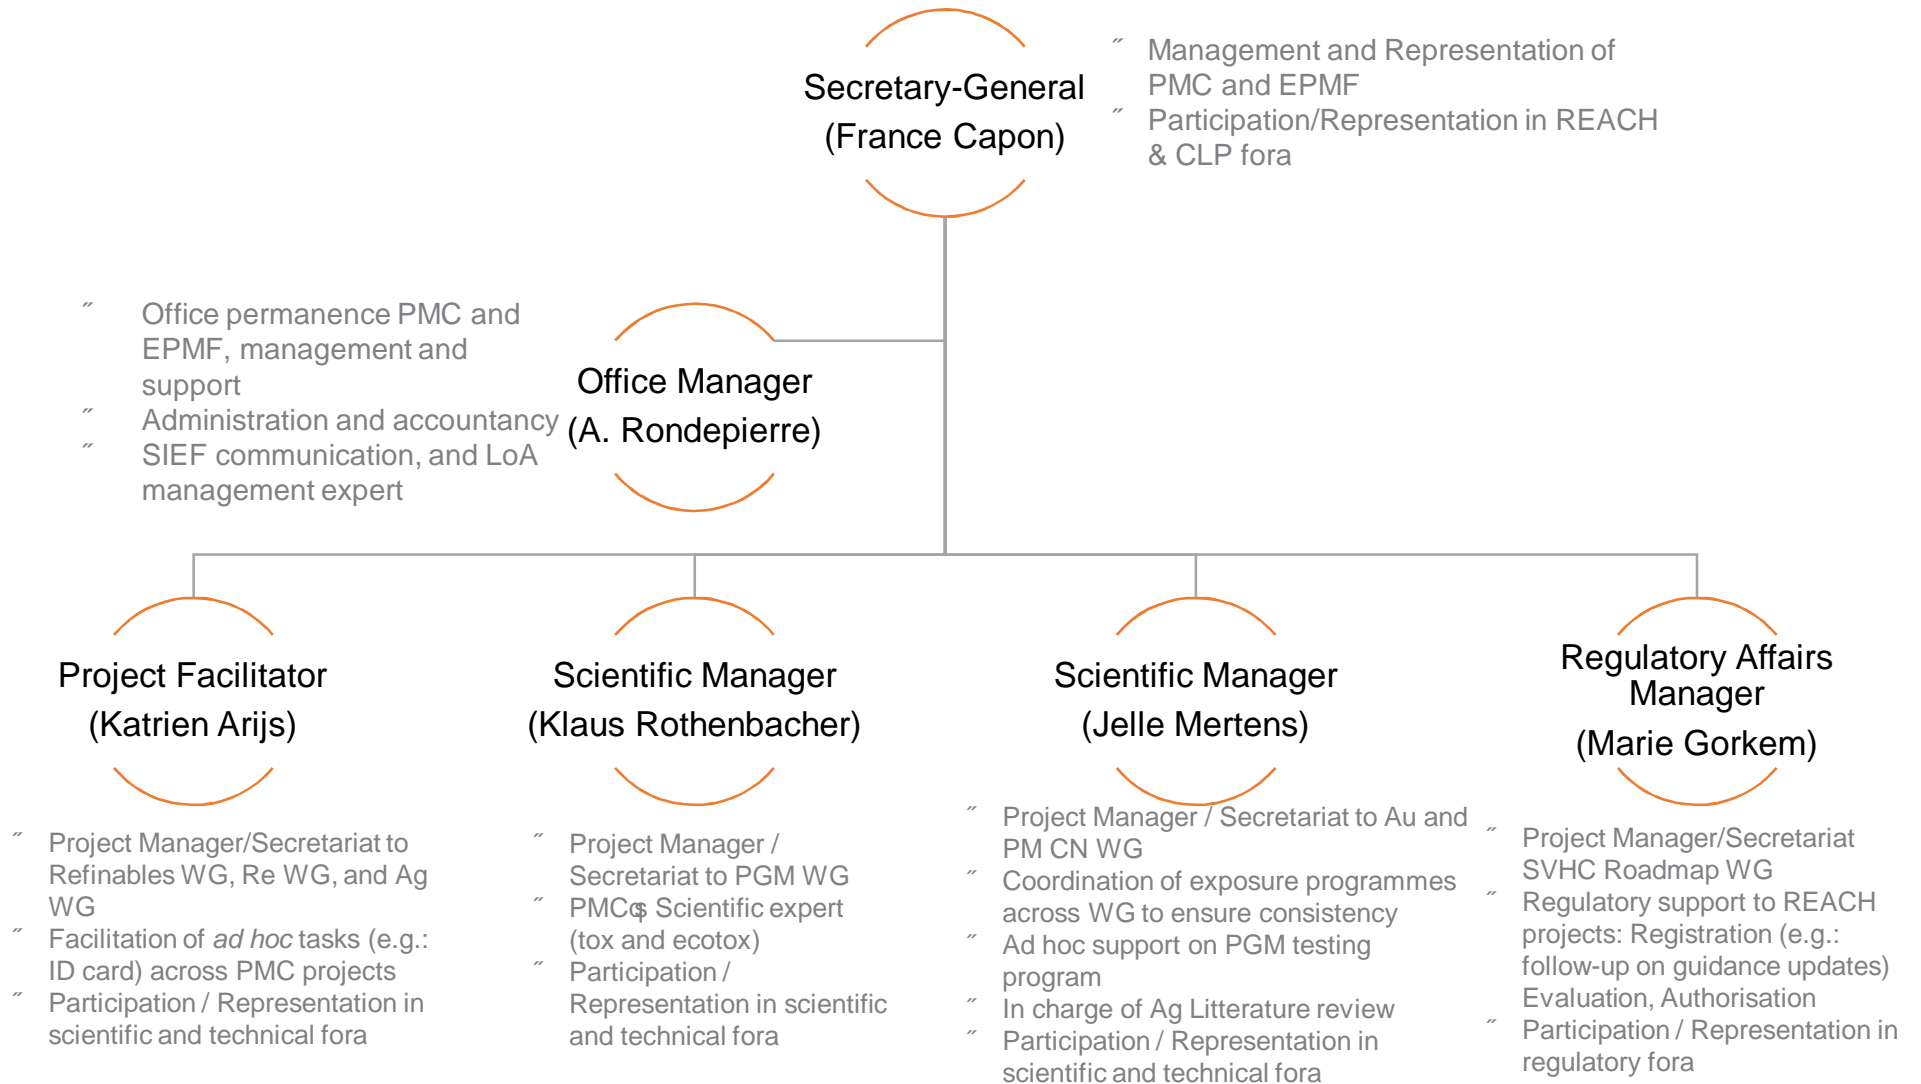 Secretary-General
(France Capon)
˝ Management and Representation of
PMC and EPMF
˝ Participation/Representation in REACH
& CLP fora
˝ Office permanence PMC and
EPMF, management and
support
˝ Administration and accountancy
˝ SIEF communication, and LoA
management expert
Office Manager
(A. Rondepierre)
Project Facilitator
(Katrien Arijs)
˝ Project Manager/Secretariat to
Refinables WG, Re WG, and Ag
WG
˝ Facilitation of ad hoc tasks (e.g.:
ID card) across PMC projects
˝ Participation / Representation in
scientific and technical fora
Scientific Manager
(Klaus Rothenbacher)
˝ Project Manager /
Secretariat to PGM WG
˝ Scientific expert
(tox and ecotox)
˝ Participation /
Representation in scientific
and technical fora
Scientific Manager
(Jelle Mertens)
˝ Project Manager / Secretariat to Au and
PM CN WG
˝ Coordination of exposure programmes
across WG to ensure consistency
˝ Ad hoc support on PGM testing
program
˝ In charge of Ag Litterature review
˝ Participation / Representation in
scientific and technical fora
Regulatory Affairs
Manager
(Marie Gorkem)
˝ Project Manager/Secretariat
SVHC Roadmap WG
˝ Regulatory support to REACH
projects: Registration (e.g.:
follow-up on guidance updates)
Evaluation, Authorisation
˝ Participation / Representation in
regulatory fora